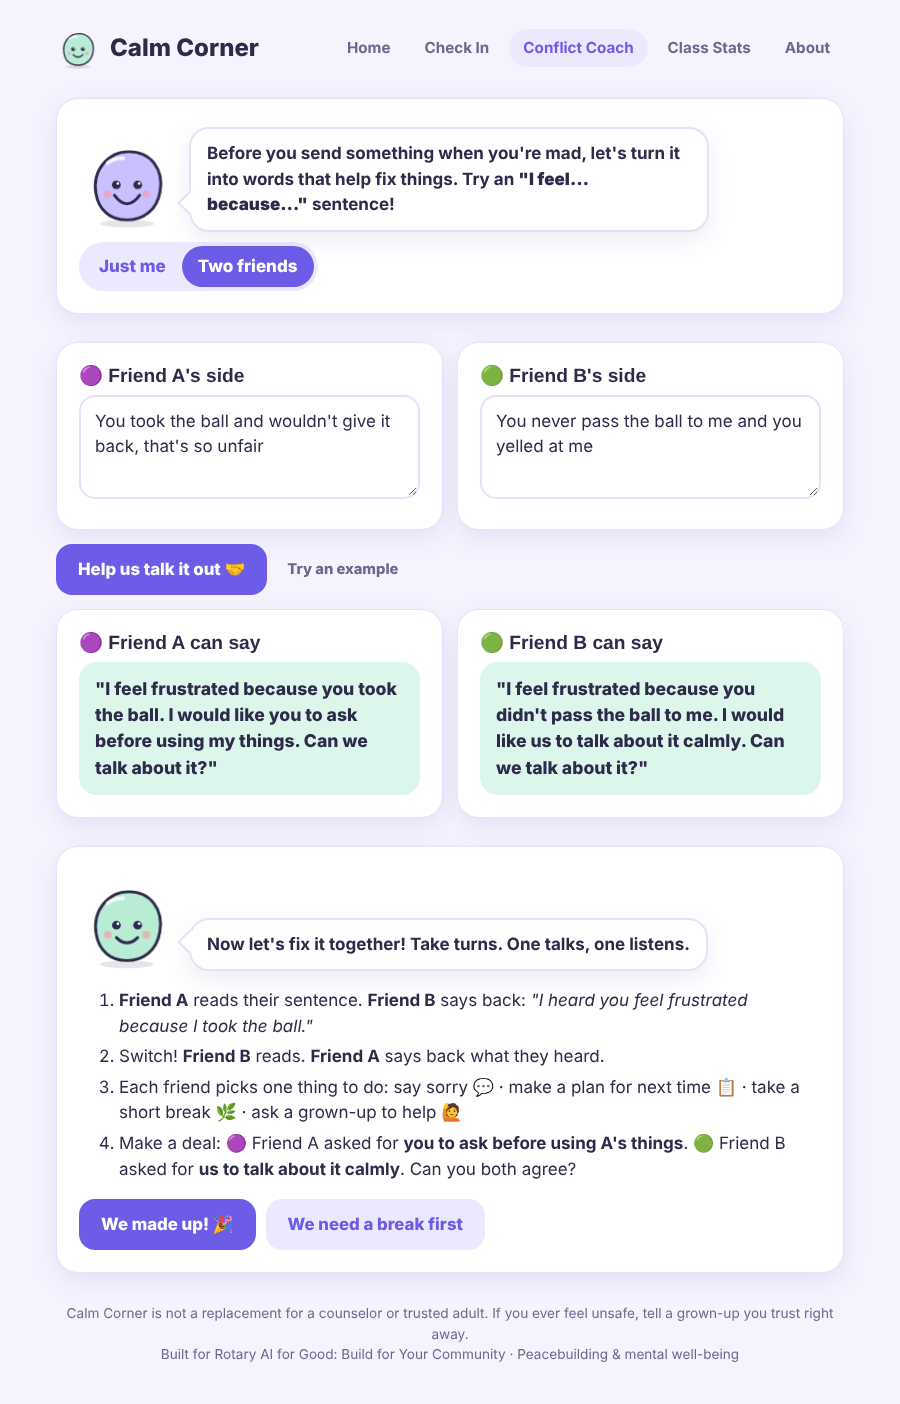 Calm Corner
Home
Check In
Conflict Coach
Class Stats
About
Before you send something when you're mad, let's turn it
into words that help fix things. Try an "I feel...
because..." sentence!
Just me
Two friends
🟣 Friend A's side
You took the ball and wouldn't give it
back, that's so unfair
🟢 Friend B's side
You never pass the ball to me and you
yelled at me
Help us talk it out 🤝
Try an example
🟣 Friend A can say
"I feel frustrated because you took
the ball. I would like you to ask
before using my things. Can we
talk about it?"
🟢 Friend B can say
"I feel frustrated because you
didn't pass the ball to me. I would
like us to talk about it calmly. Can
we talk about it?"
Now let's fix it together! Take turns. One talks, one listens.
1. Friend A reads their sentence. Friend B says back: "I heard you feel frustrated
because I took the ball."
2. Switch! Friend B reads. Friend A says back what they heard.
3. Each friend picks one thing to do: say sorry 💬 · make a plan for next time 📋 · take a
short break 🌿 · ask a grown-up to help 🙋
4. Make a deal: 🟣 Friend A asked for you to ask before using A's things. 🟢 Friend B
asked for us to talk about it calmly. Can you both agree?
We made up! 🎉
We need a break first
Calm Corner is not a replacement for a counselor or trusted adult. If you ever feel unsafe, tell a grown-up you trust right
away.
Built for Rotary AI for Good: Build for Your Community · Peacebuilding & mental well-being